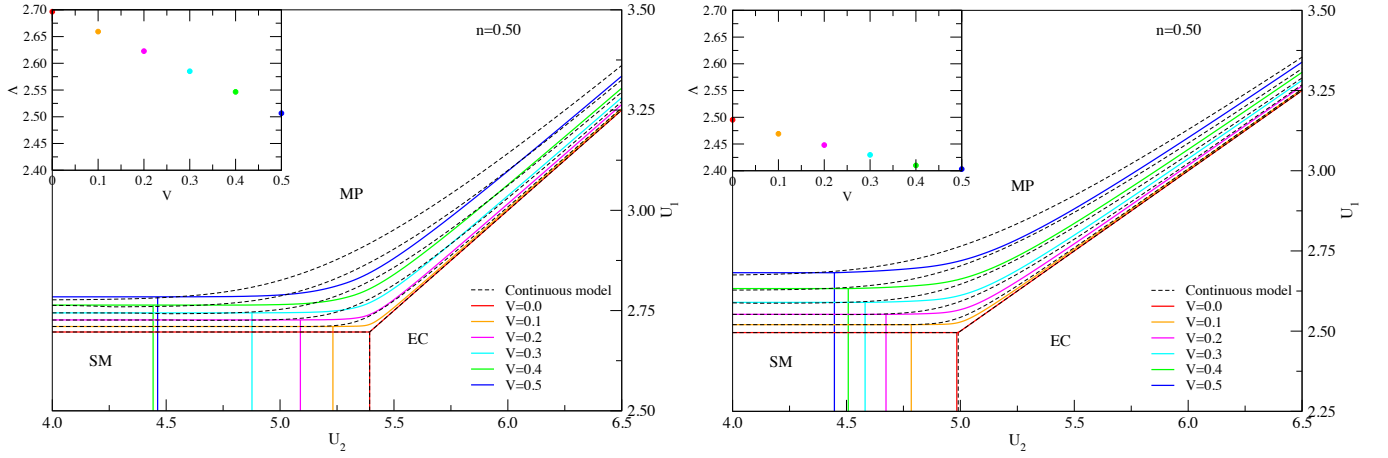 2.70
2.65
2.60
2.55
2.50
2.45
2.40
Λ
0 0.1 0.2 0.3 0.4 0.5
V
n=0.50
MP
SM
EC
Continuous model
V=0.0
V=0.1
V=0.2
V=0.3
V=0.4
V=0.5
3.50
3.25
3.00
2.75
2.50
U_1
4.0 4.5 5.0 5.5 6.0 6.5
U_2
2.70
2.65
2.60
2.55
2.50
2.45
2.40
Λ
0 0.1 0.2 0.3 0.4 0.5
V
n=0.50
MP
SM
EC
Continuous model
V=0.0
V=0.1
V=0.2
V=0.3
V=0.4
V=0.5
3.50
3.25
3.00
2.75
2.50
2.25
U_1
4.0 4.5 5.0 5.5 6.0 6.5
U_2